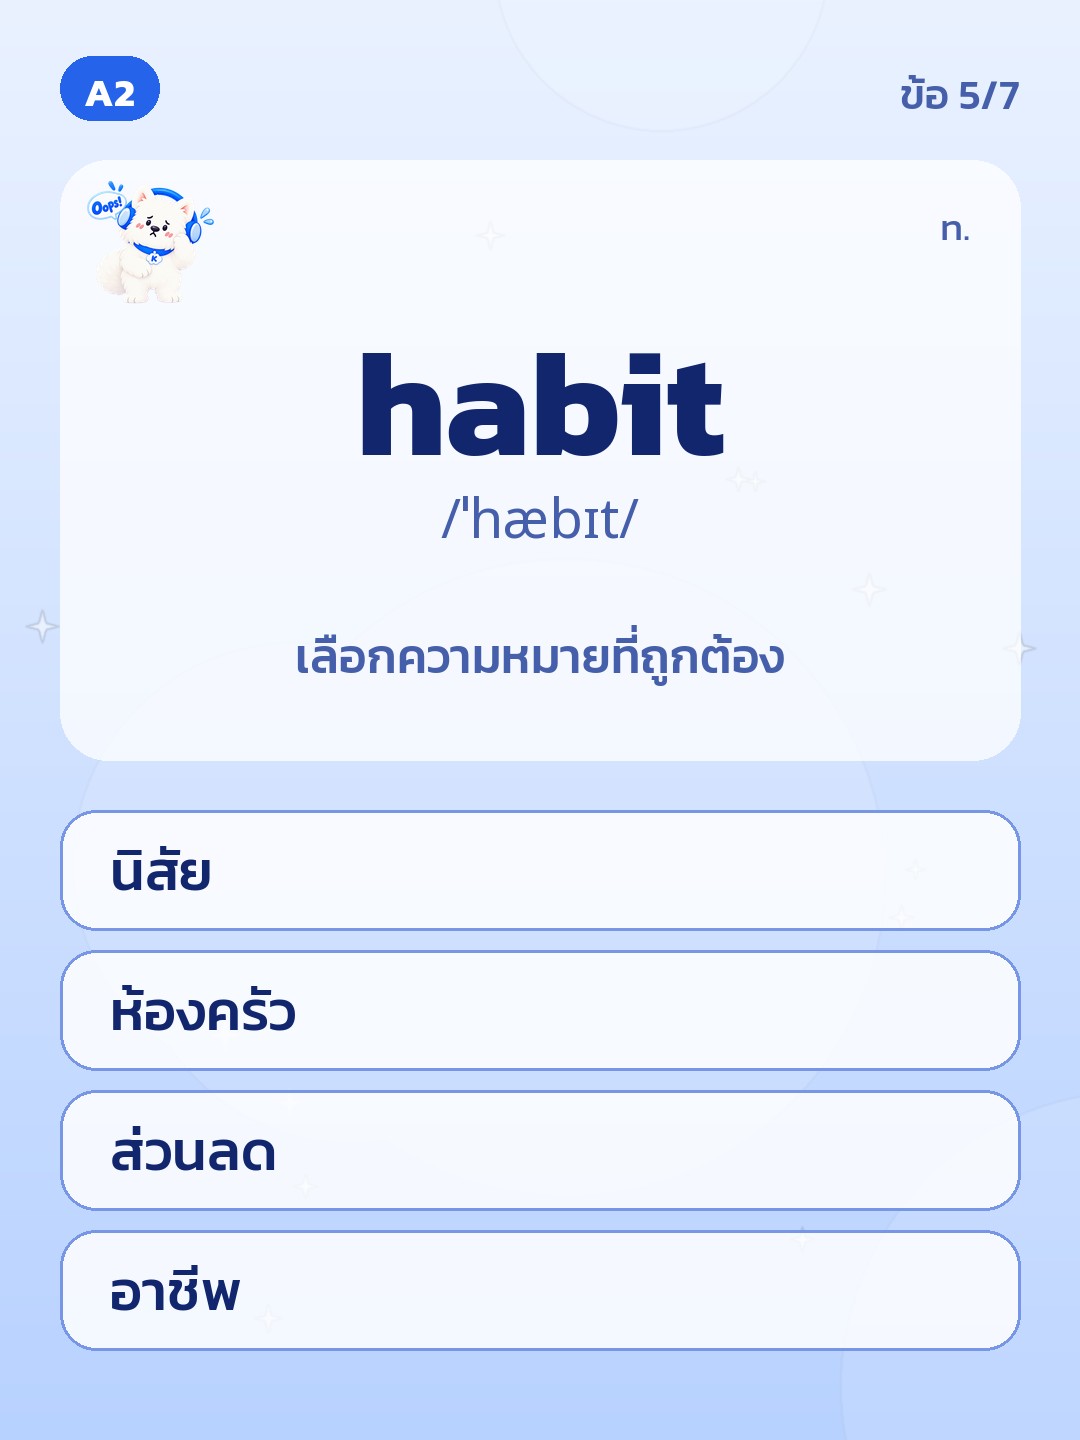 A2
ข้อ 5/7
Oops!
n.
K
habit
/ˈhæbɪt/
เลือกความหมายที่ถูกต้อง
นิสัย
ห้องครัว
ส่วนลด
อาชีพ